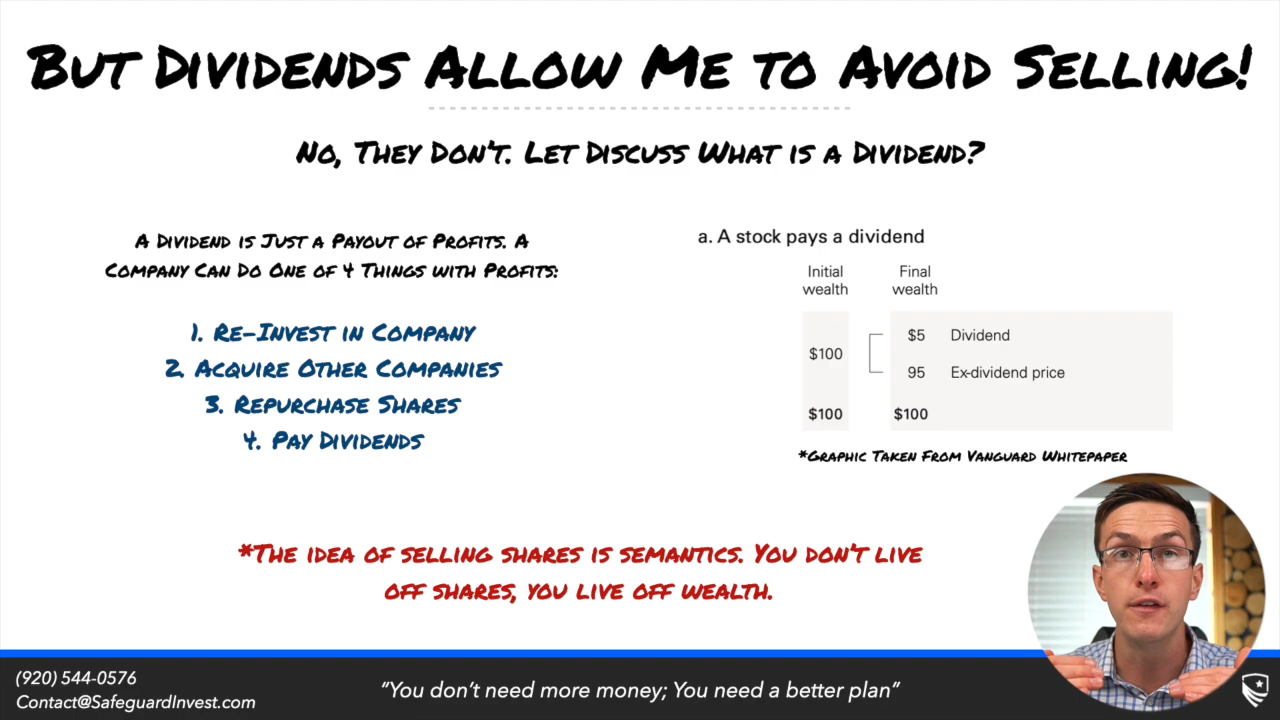 But Dividends Allow Me to Avoid Selling!
No, They Don't. Let Discuss What is a Dividend?
A Dividend is Just a Payout of Profits. A
Company Can Do One of 4 Things with Profits:
1. Re-Invest in Company
2. Acquire Other Companies
3. Repurchase Shares
4. Pay Dividends
a. A stock pays a dividend
Initial wealth
Final wealth
$100
$5 Dividend
95 Ex-dividend price
$100 $100
*Graphic Taken From Vanguard Whitepaper
*The idea of selling shares is semantics. You don't live
off shares, you live off wealth.
(920) 544-0576
Contact@SafeguardInvest.com
"You don't need more money; You need a better plan"